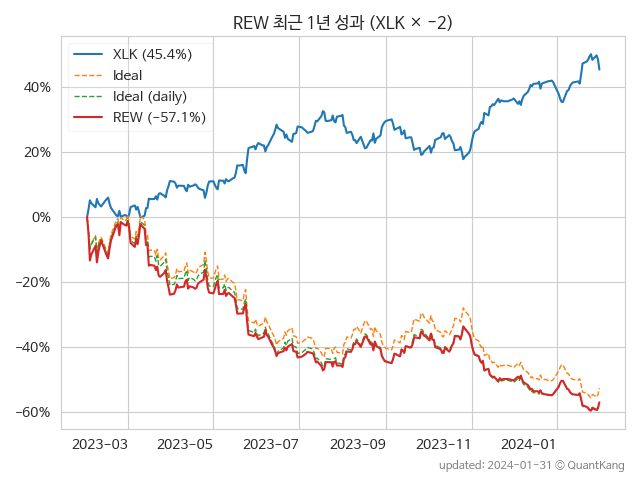 REW 최근 1년 성과 (XLK × −2)
XLK (45.4%)
Ideal
Ideal (daily)
REW (−57.1%)
40%
20%
0%
−20%
−40%
−60%
2023-03 2023-05 2023-07 2023-09 2023-11 2024-01
updated: 2024-01-31 © QuantKang